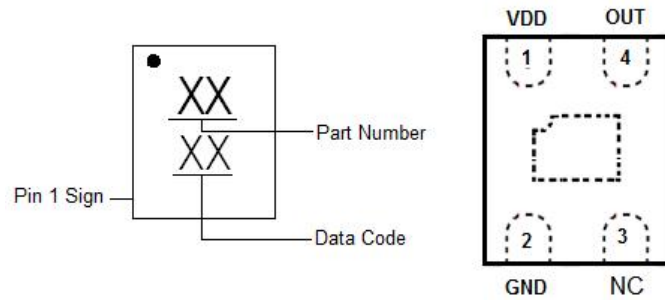 XX
Part Number
XX
Pin 1 Sign
Data Code
VDD OUT
1 4
2 3
GND NC